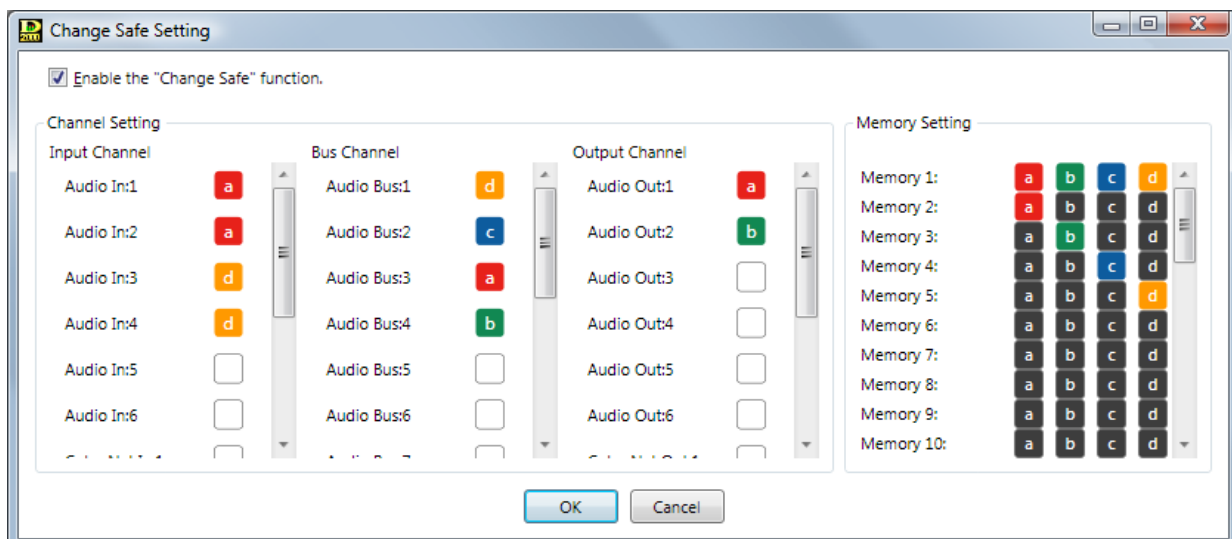 Change Safe Setting
Enable the "Change Safe" function.
Channel Setting
Input Channel
Audio In:1 a
Audio In:2 a
Audio In:3 d
Audio In:4 d
Audio In:5
Audio In:6
Bus Channel
Audio Bus:1 d
Audio Bus:2 c
Audio Bus:3 a
Audio Bus:4 b
Audio Bus:5
Audio Bus:6
Output Channel
Audio Out:1 a
Audio Out:2 b
Audio Out:3
Audio Out:4
Audio Out:5
Audio Out:6
Memory Setting
Memory 1: a b c d
Memory 2: a b c d
Memory 3: a b c d
Memory 4: a b c d
Memory 5: a b c d
Memory 6: a b c d
Memory 7: a b c d
Memory 8: a b c d
Memory 9: a b c d
Memory 10: a b c d
OK Cancel